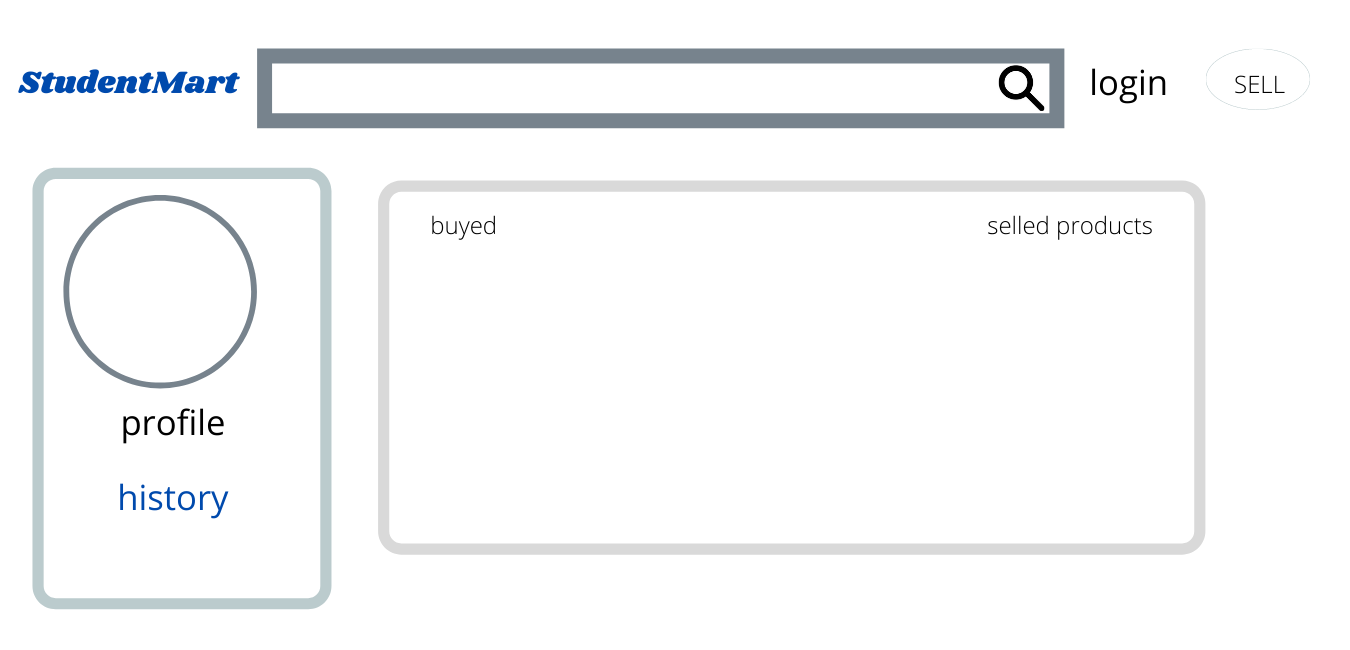 StudentMart
login
SELL
buyed
selled products
profile
history